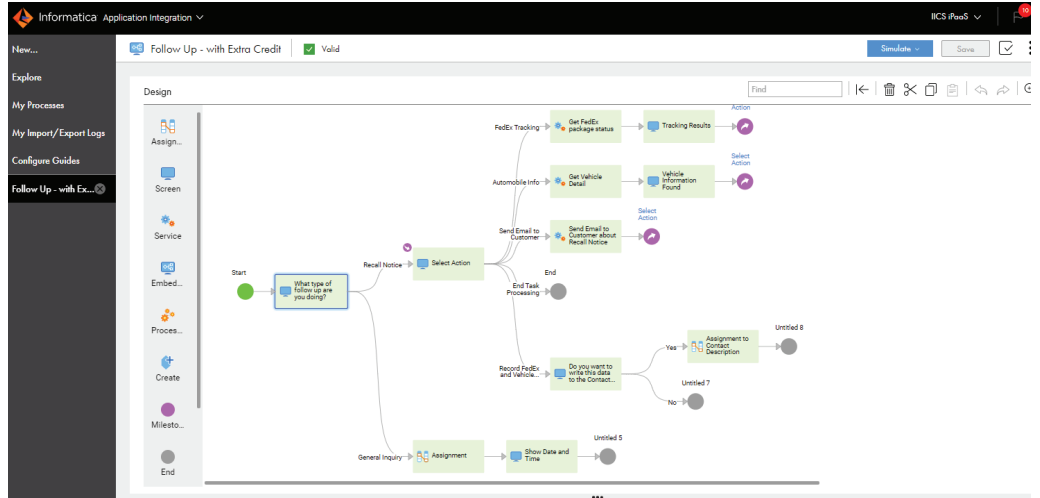 Informatica Application Integration
IICS iPaaS
10
New...
Explore
My Processes
My Import/Export Logs
Configure Guides
Follow Up - with Ex...
Follow Up - with Extra Credit
Valid
Simulate
Save
Design
Find
Assign...
Screen
Service
Embed...
Proces...
Create
Milesto...
End
Start
What type of
follow up are
you doing?
Recall Notice
Select Action
FedEx Tracking
Get FedEx
package status
Tracking Results
Action
Automobile Info
Get Vehicle
Detail
Vehicle
Information
Found
Select
Action
Send Email to
Customer
Send Email to
Customer about
Recall Notice
Select
Action
End Task
Processing
End
Record FedEx
and Vehicle...
Do you want to
write this data
to the Contact...
Yes
Assignment to
Contact
Description
Untitled 8
No
Untitled 7
General Inquiry
Assignment
Show Date and
Time
Untitled 5